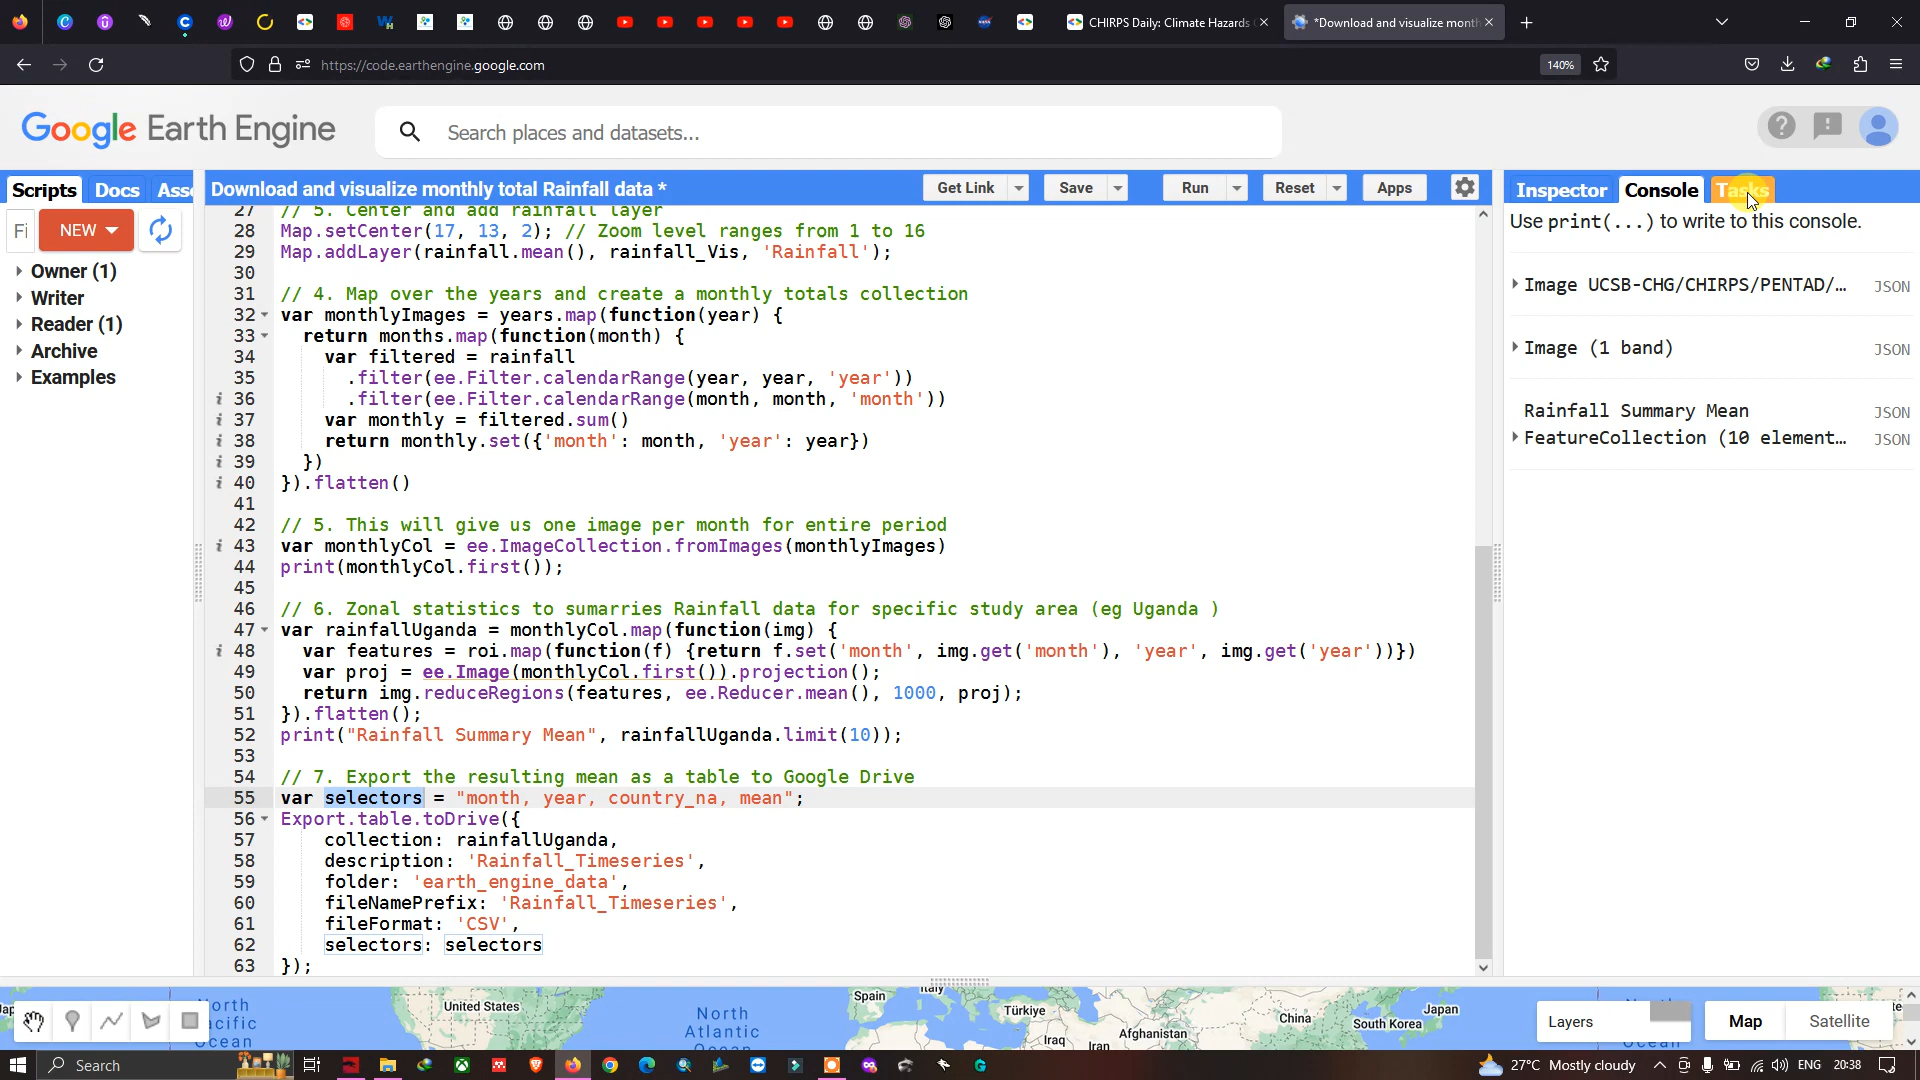 CHIRPS Daily: Climate Hazards
*Download and visualize month
https://code.earthengine.google.com
140%
Google Earth Engine
Search places and datasets...
Scripts
Docs
Download and visualize monthly total Rainfall data *
Get Link
Save
Run
Reset
Apps
Inspector
Console
Tasks
NEW
Owner (1)
Writer
Reader (1)
Archive
Examples
27 // 5. Center and add rainfall layer
28 Map.setCenter(17, 13, 2); // Zoom level ranges from 1 to 16
29 Map.addLayer(rainfall.mean(), rainfall_Vis, 'Rainfall');
30
31 // 4. Map over the years and create a monthly totals collection
32 var monthlyImages = years.map(function(year) {
33 return months.map(function(month) {
34 var filtered = rainfall
35 .filter(ee.Filter.calendarRange(year, year, 'year'))
36 .filter(ee.Filter.calendarRange(month, month, 'month'))
37 var monthly = filtered.sum()
38 return monthly.set({'month': month, 'year': year})
39 })
40 }).flatten()
41
42 // 5. This will give us one image per month for entire period
43 var monthlyCol = ee.ImageCollection.fromImages(monthlyImages)
44 print(monthlyCol.first());
45
46 // 6. Zonal statistics to sumarries Rainfall data for specific study area (eg Uganda )
47 var rainfallUganda = monthlyCol.map(function(img) {
48 var features = roi.map(function(f) {return f.set('month', img.get('month'), 'year', img.get('year'))})
49 var proj = ee.Image(monthlyCol.first()).projection();
50 return img.reduceRegions(features, ee.Reducer.mean(), 1000, proj);
51 }).flatten();
52 print("Rainfall Summary Mean", rainfallUganda.limit(10));
53
54 // 7. Export the resulting mean as a table to Google Drive
55 var selectors = "month, year, country_na, mean";
56 Export.table.toDrive({
57 collection: rainfallUganda,
58 description: 'Rainfall_Timeseries',
59 folder: 'earth_engine_data',
60 fileNamePrefix: 'Rainfall_Timeseries',
61 fileFormat: 'CSV',
62 selectors: selectors
63 });
Use print(...) to write to this console.
Image UCSB-CHG/CHIRPS/PENTAD/… JSON
Image (1 band) JSON
Rainfall Summary Mean JSON
FeatureCollection (10 element… JSON
United States
North
Atlantic
Ocean
Spain
Italy
Türkiye
Iraq
Iran
Afghanistan
China
South Korea
Japan
Layers
Map
Satellite
Search
27°C Mostly cloudy
ENG
20:38